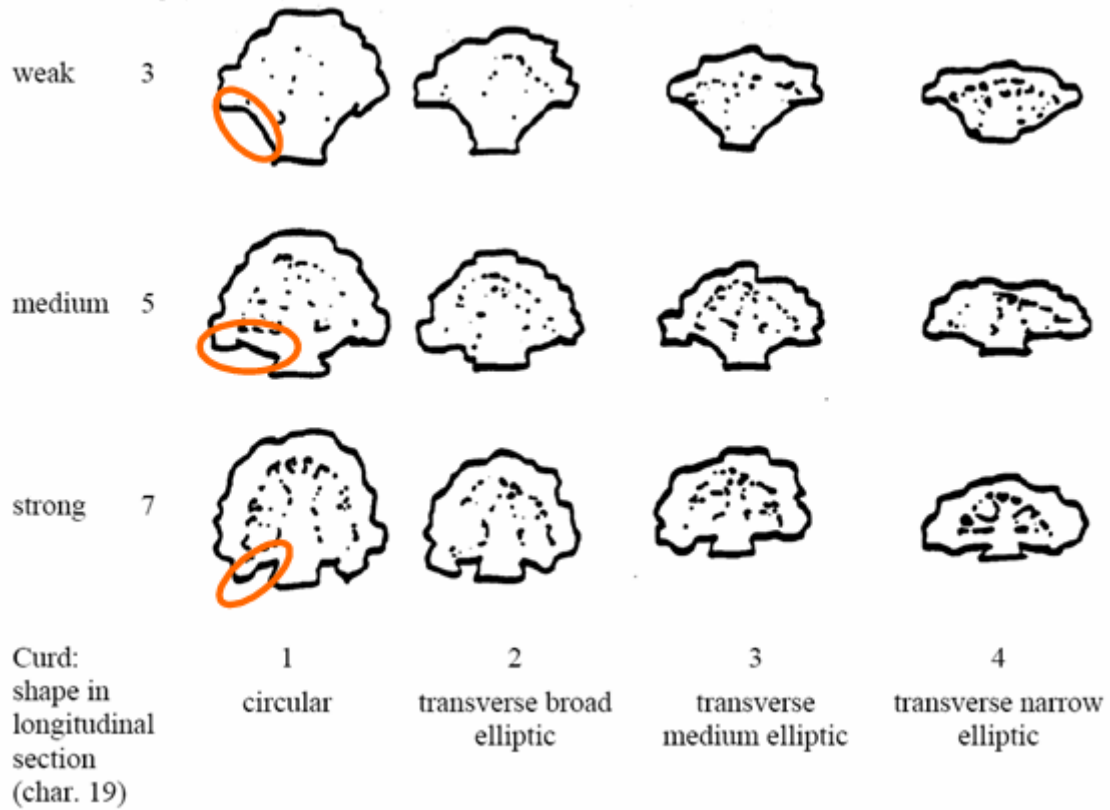 weak 3
medium 5
strong 7
Curd:
shape in
longitudinal
section
(char. 19)
1 2 3 4
circular transverse broad transverse transverse narrow
elliptic medium elliptic elliptic